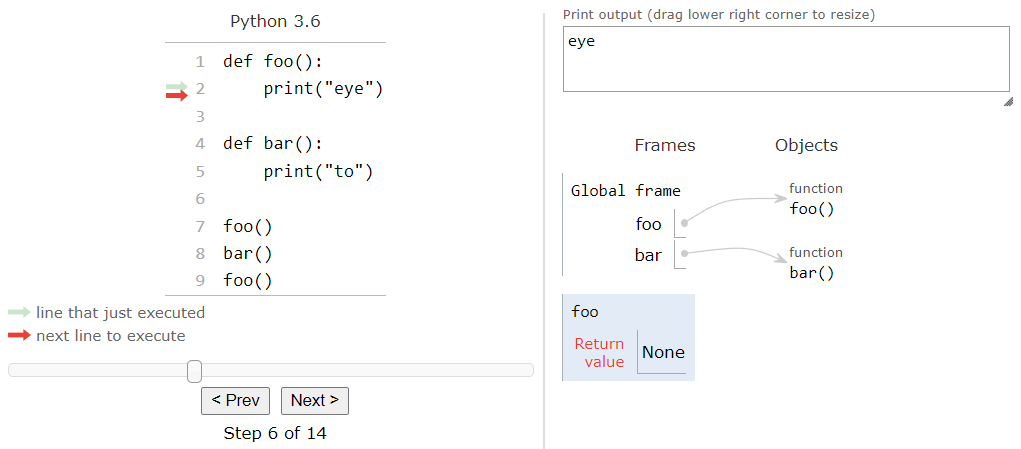 Python 3.6
1 def foo():
2     print("eye")
3
4 def bar():
5     print("to")
6
7 foo()
8 bar()
9 foo()
line that just executed
next line to execute
< Prev Next >
Step 6 of 14
Print output (drag lower right corner to resize)
eye
Frames Objects
Global frame
foo
bar
function
foo()
function
bar()
foo
Return
value
None